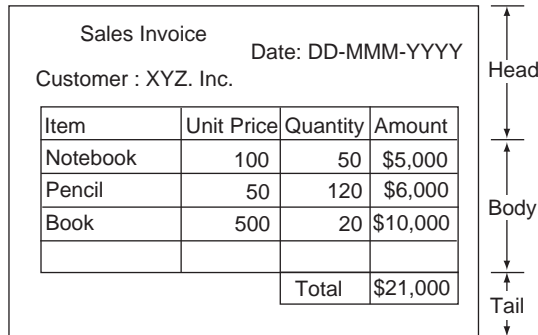 Sales Invoice
Date: DD-MMM-YYYY
Customer : XYZ. Inc.
Item Unit Price Quantity Amount
Notebook 100 50 $5,000
Pencil 50 120 $6,000
Book 500 20 $10,000
Total $21,000
Head
Body
Tail